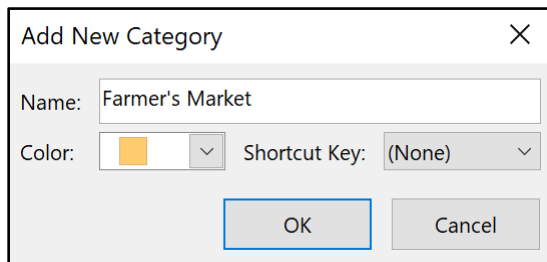 Add New Category
Name: Farmer's Market
Color: Shortcut Key: (None)
OK Cancel